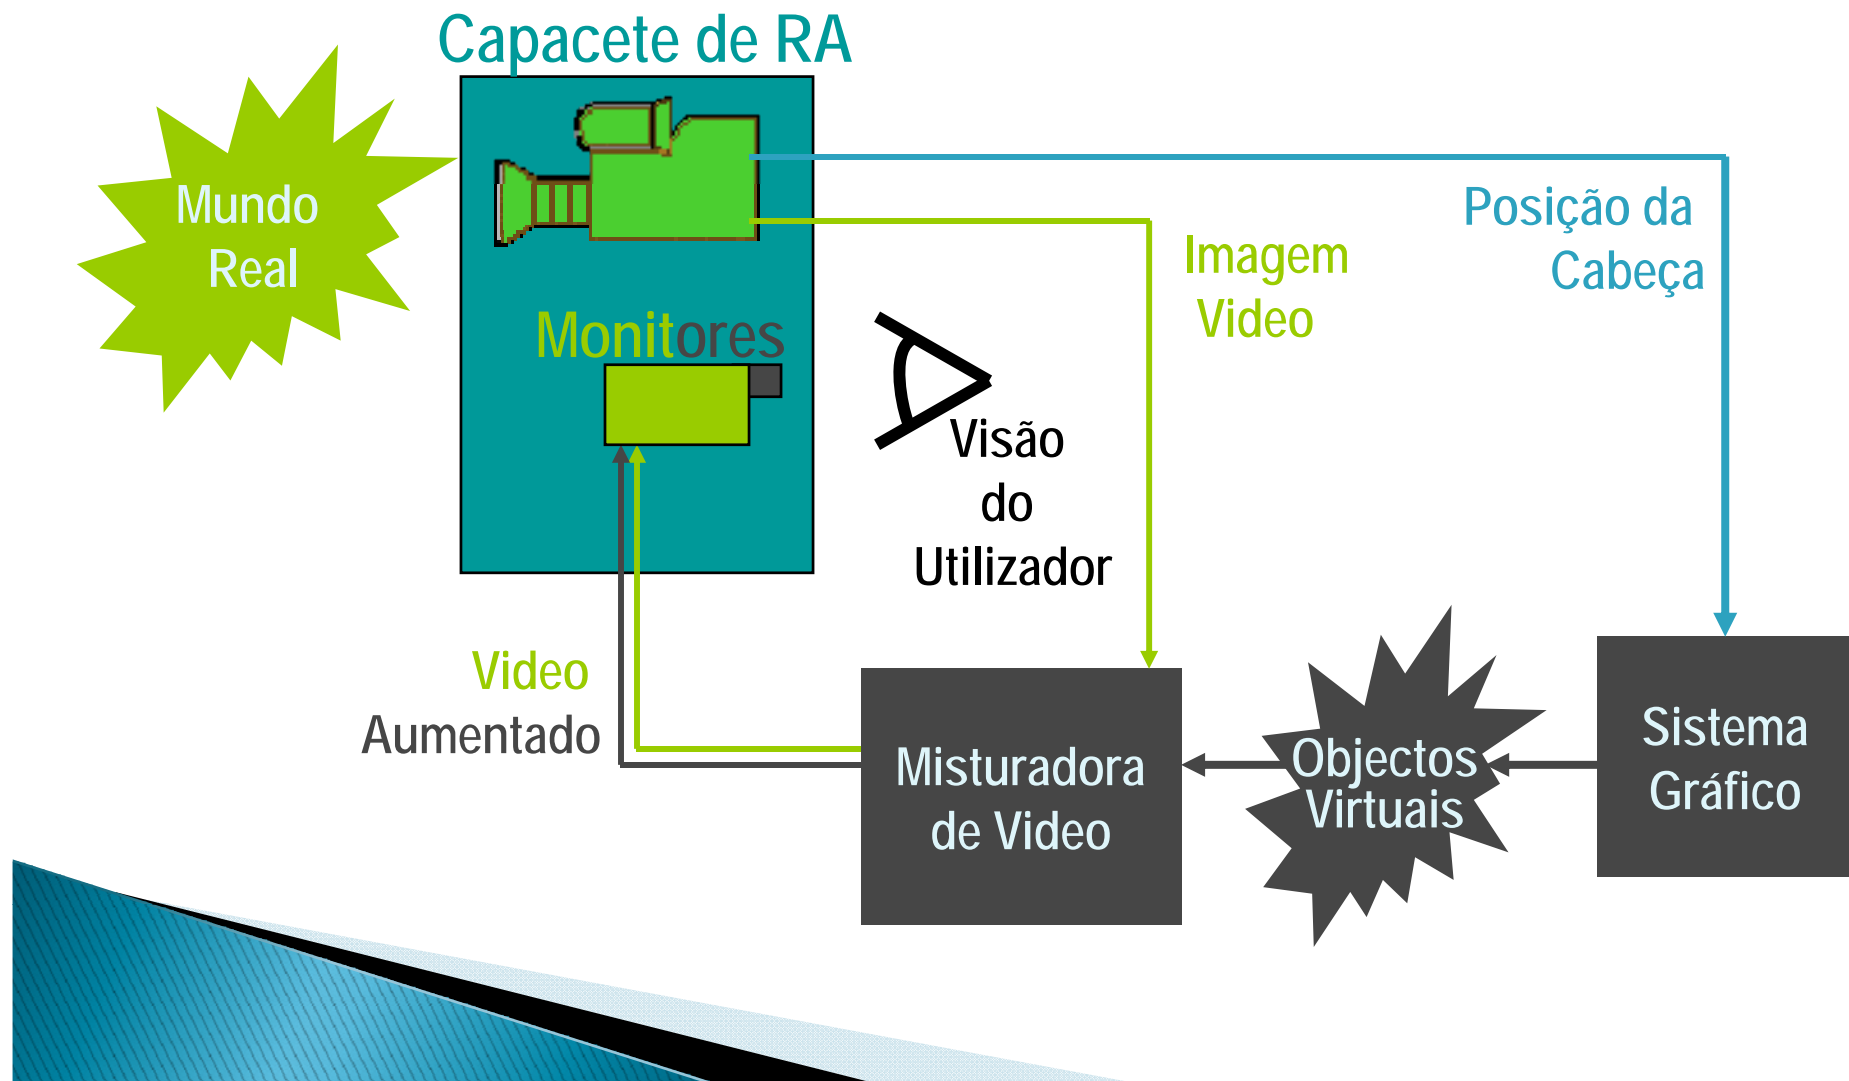 Capacete de RA
Mundo
Real
Posição da
Cabeça
Imagem
Video
Monitores
Visão
do
Utilizador
Video
Aumentado
Misturadora
de Video
Objectos
Virtuais
Sistema
Gráfico